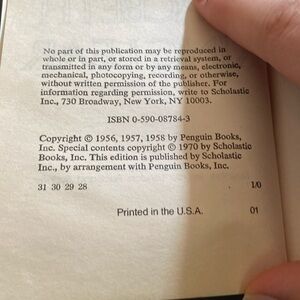 No part of this publication may be reproduced in
whole or in part, or stored in a retrieval system, or
transmitted in any form or by any means, electronic,
mechanical, photocopying, recording, or otherwise,
without written permission of the publisher. For
information regarding permission, write to Scholastic
Inc., 730 Broadway, New York, NY 10003.
ISBN 0-590-08784-3
Copyright © 1956, 1957, 1958 by Penguin Books,
Inc. Special contents copyright © 1970 by Scholastic
Books, Inc. This edition is published by Scholastic
Inc., by arrangement with Penguin Books, Inc.
31 30 29 28 1/0
Printed in the U.S.A. 01